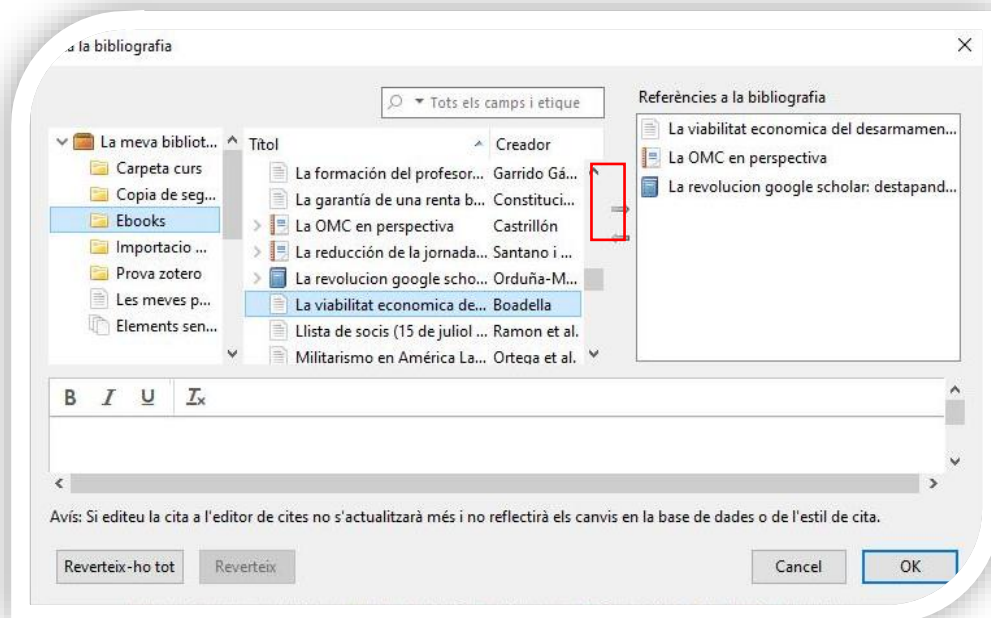 a la bibliografia
Tots els camps i etique
Referències a la bibliografia
La meva bibliot...
Carpeta curs
Copia de seg...
Ebooks
Importacio ...
Prova zotero
Les meves p...
Elements sen...
Títol Creador
La formación del profesor... Garrido Gá...
La garantía de una renta b... Constituci...
La OMC en perspectiva Castrillón
La reducción de la jornada... Santano i ...
La revolucion google scho... Orduña-M...
La viabilitat economica de... Boadella
Llista de socis (15 de juliol ... Ramon et al.
Militarismo en América La... Ortega et al.
La viabilitat economica del desarmamen...
La OMC en perspectiva
La revolucion google scholar: destapand...
B I U Tx
Avís: Si editeu la cita a l'editor de cites no s'actualitzarà més i no reflectirà els canvis en la base de dades o de l'estil de cita.
Reverteix-ho tot Reverteix Cancel OK